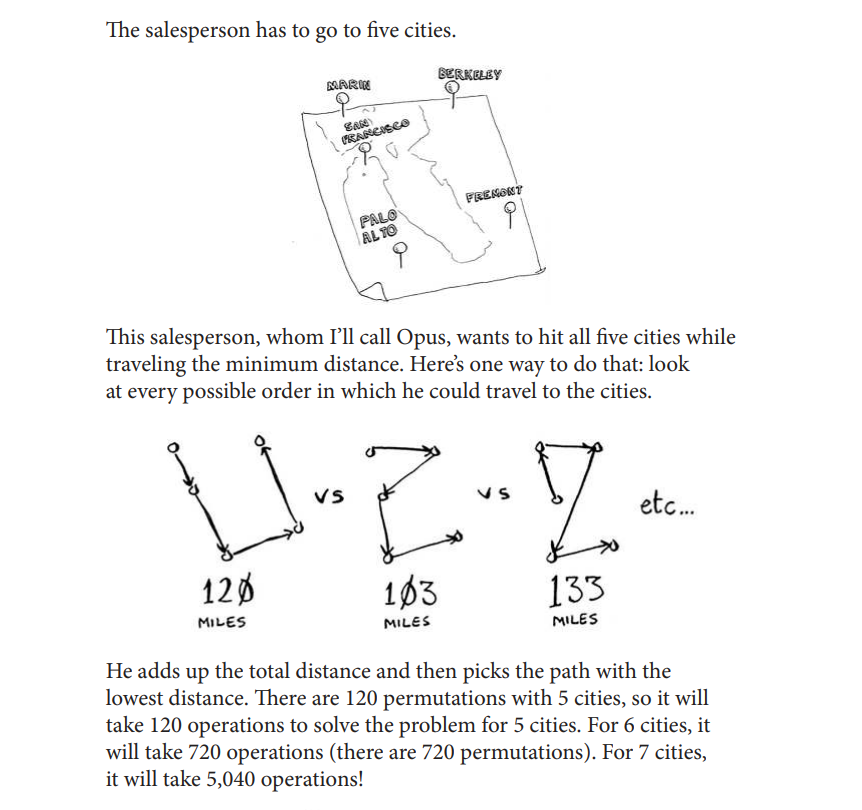 The salesperson has to go to five cities.
MARIN
BERKELEY
SAN
FRANCISCO
FREMONT
PALO
ALTO
This salesperson, whom I’ll call Opus, wants to hit all five cities while
traveling the minimum distance. Here’s one way to do that: look
at every possible order in which he could travel to the cities.
VS
VS
etc...
120
MILES
103
MILES
133
MILES
He adds up the total distance and then picks the path with the
lowest distance. There are 120 permutations with 5 cities, so it will
take 120 operations to solve the problem for 5 cities. For 6 cities, it
will take 720 operations (there are 720 permutations). For 7 cities,
it will take 5,040 operations!